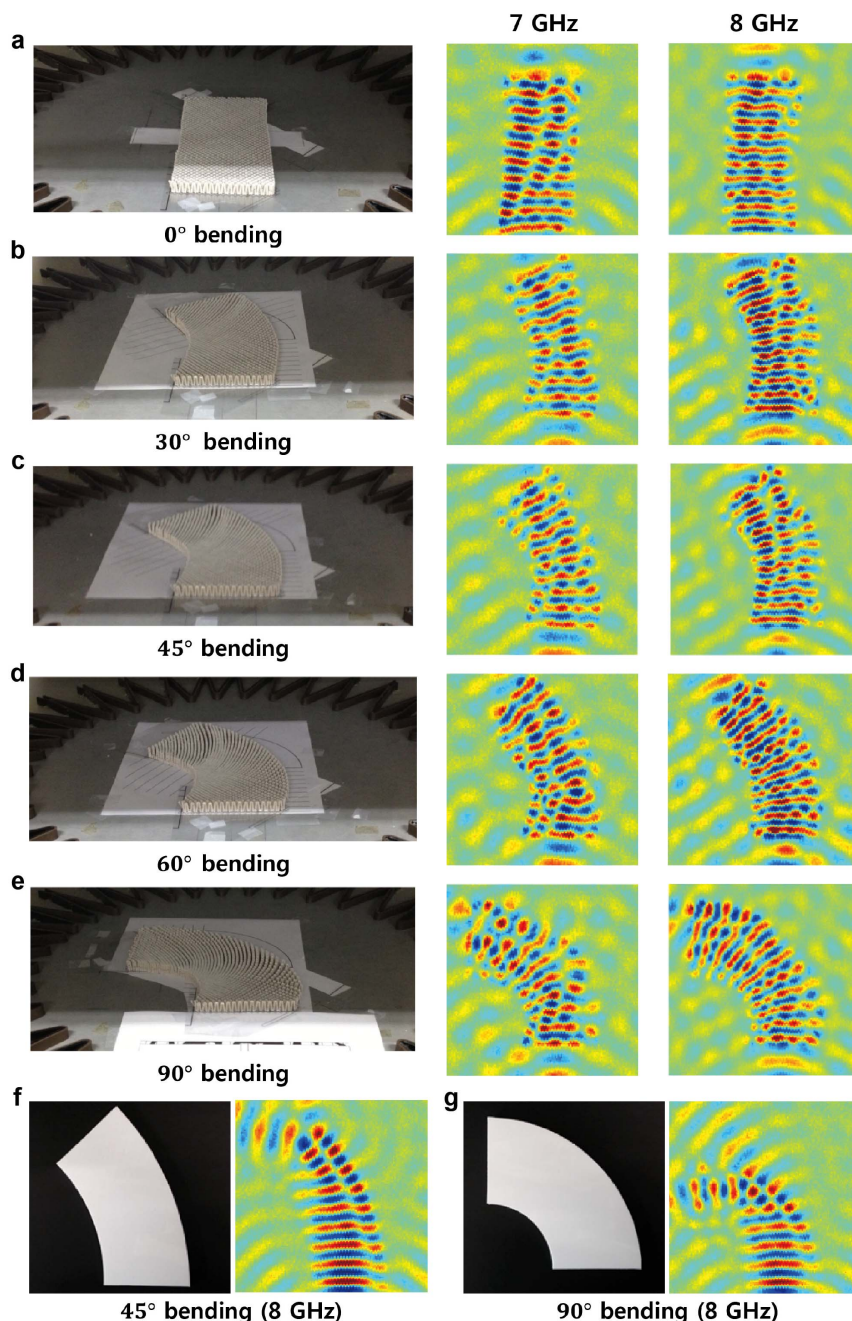 7 GHz 8 GHz
a
0° bending
b
30° bending
c
45° bending
d
60° bending
e
90° bending
f g
45° bending (8 GHz) 90° bending (8 GHz)